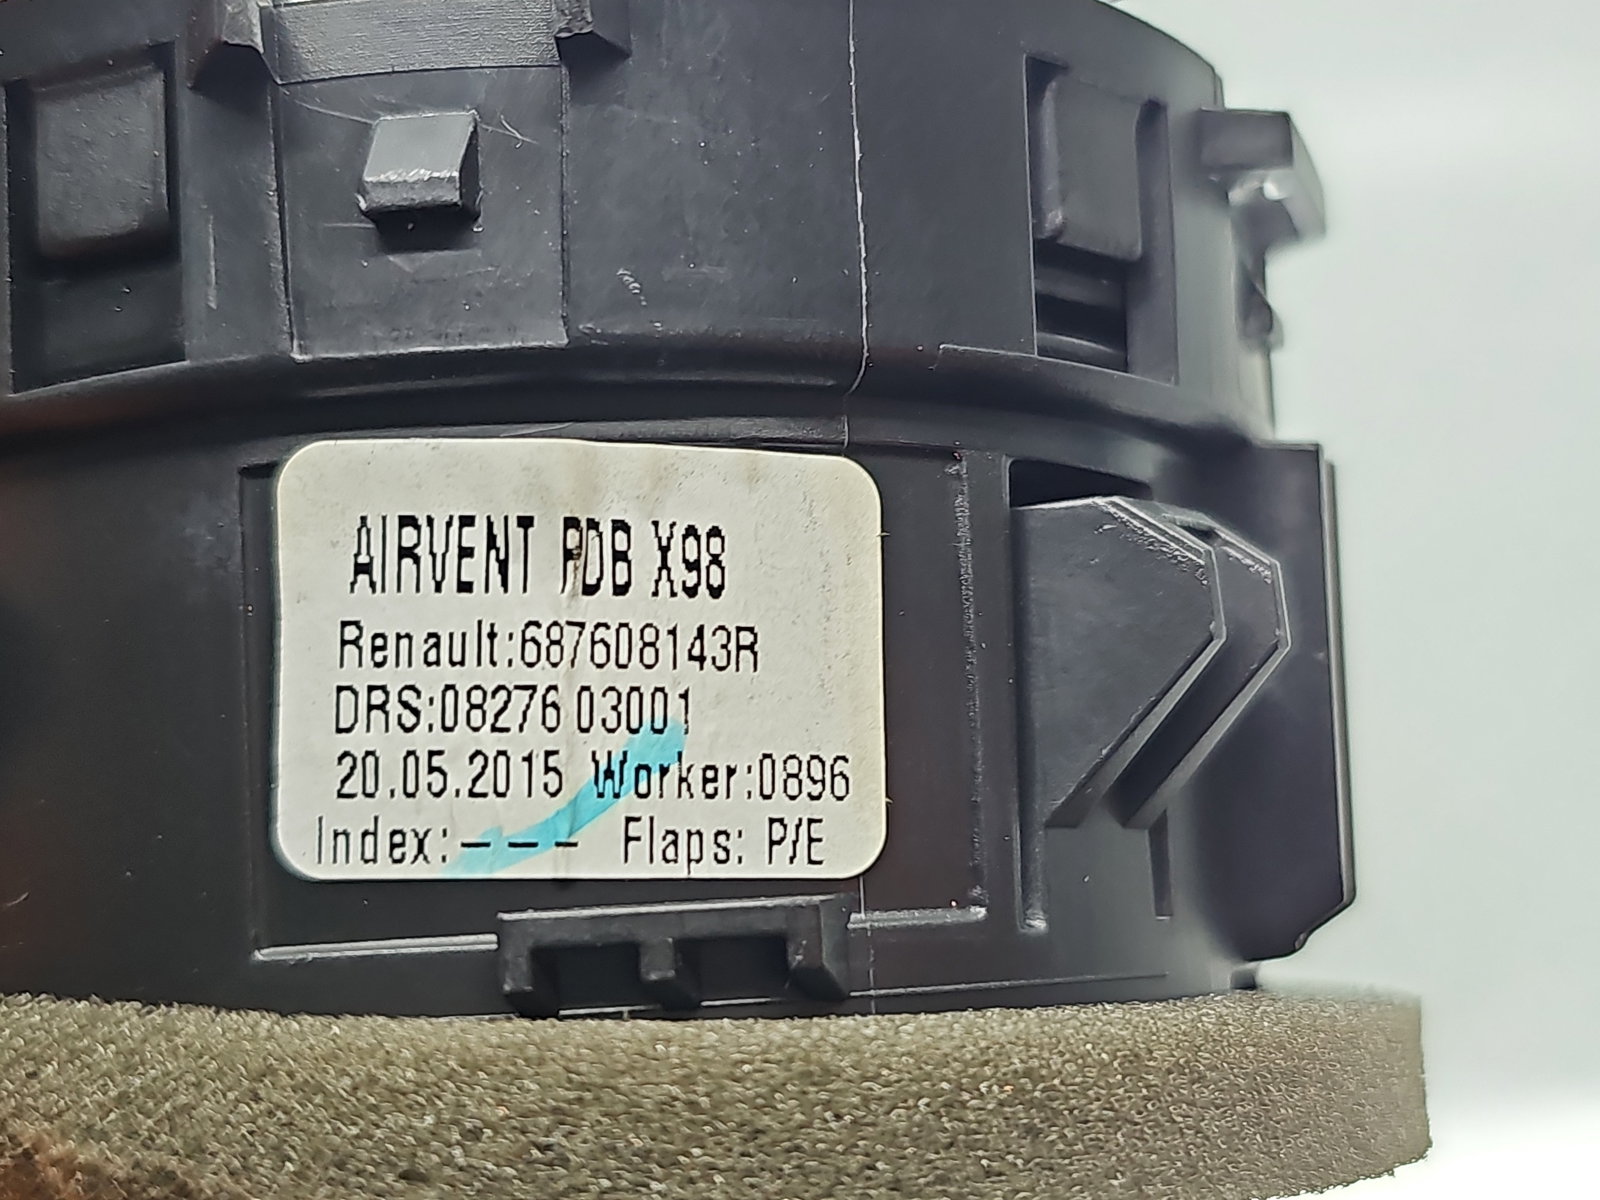 AIRVENT PDB X98
Renault:687608143R
DRS:08276 03001
20.05.2015 Worker:0896
Index:--- Flaps: P/E